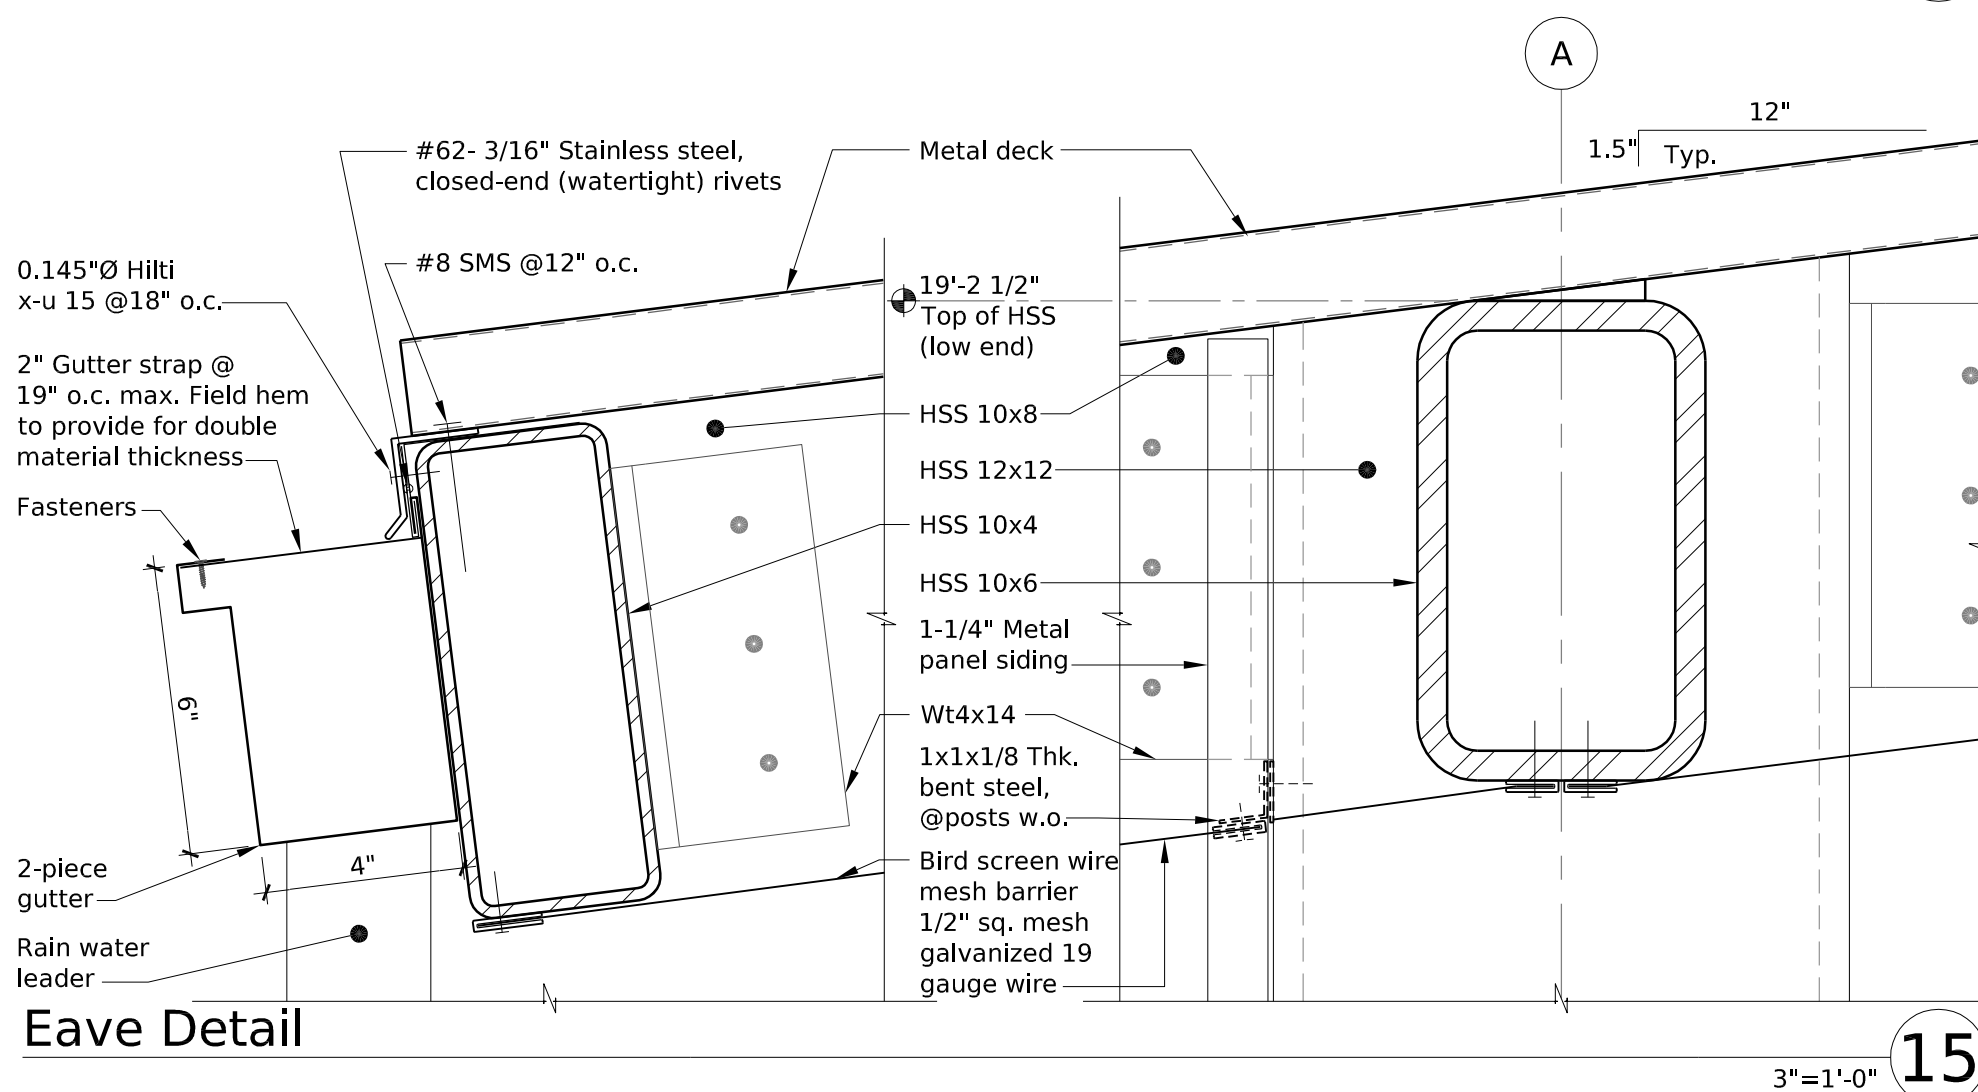 A
12"
1.5"
Typ.
#62- 3/16" Stainless steel,
closed-end (watertight) rivets
#8 SMS @12" o.c.
0.145"Ø Hilti
x-u 15 @18" o.c.
2" Gutter strap @
19" o.c. max. Field hem
to provide for double
material thickness
Fasteners
6"
4"
2-piece
gutter
Rain water
leader
Metal deck
19'-2 1/2"
Top of HSS
(low end)
HSS 10x8
HSS 12x12
HSS 10x4
HSS 10x6
1-1/4" Metal
panel siding
Wt4x14
1x1x1/8 Thk.
bent steel,
@posts w.o.
Bird screen wire
mesh barrier
1/2" sq. mesh
galvanized 19
gauge wire
Eave Detail
3"=1'-0"
15